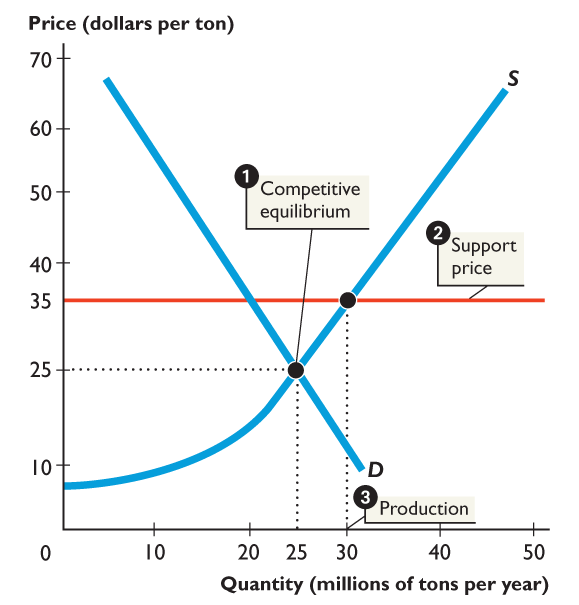 Price (dollars per ton)
70
S
60
1
Competitive
equilibrium
50
2
Support
price
40
35
25
10
D
3
Production
0
10
20
25
30
40
50
Quantity (millions of tons per year)